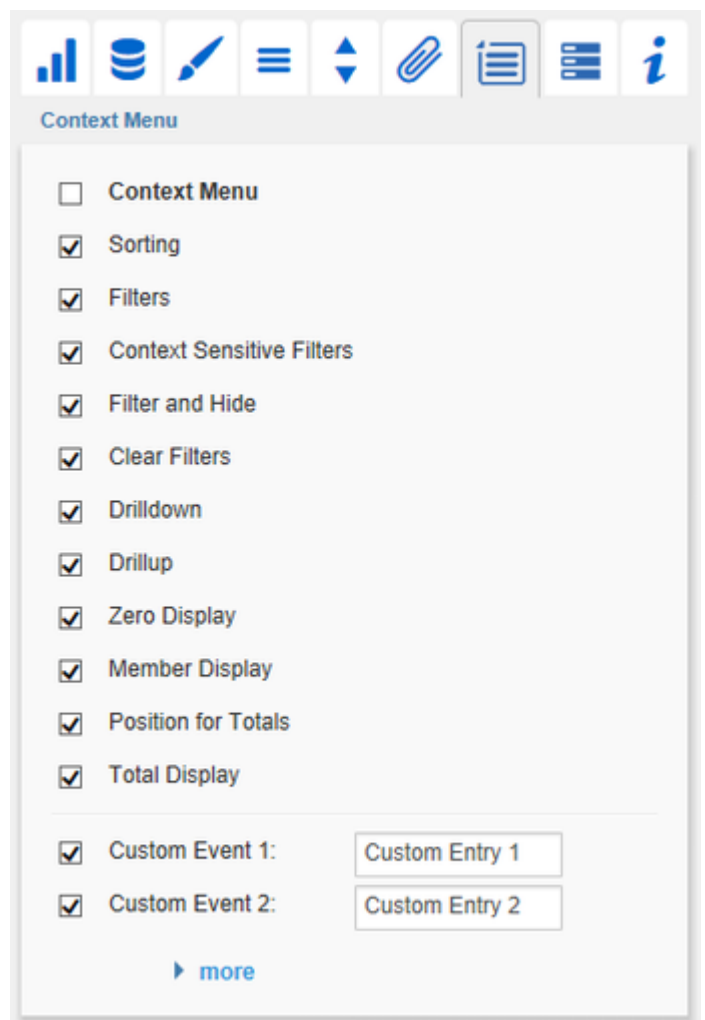 Context Menu
Context Menu
Sorting
Filters
Context Sensitive Filters
Filter and Hide
Clear Filters
Drilldown
Drillup
Zero Display
Member Display
Position for Totals
Total Display
Custom Event 1: Custom Entry 1
Custom Event 2: Custom Entry 2
more